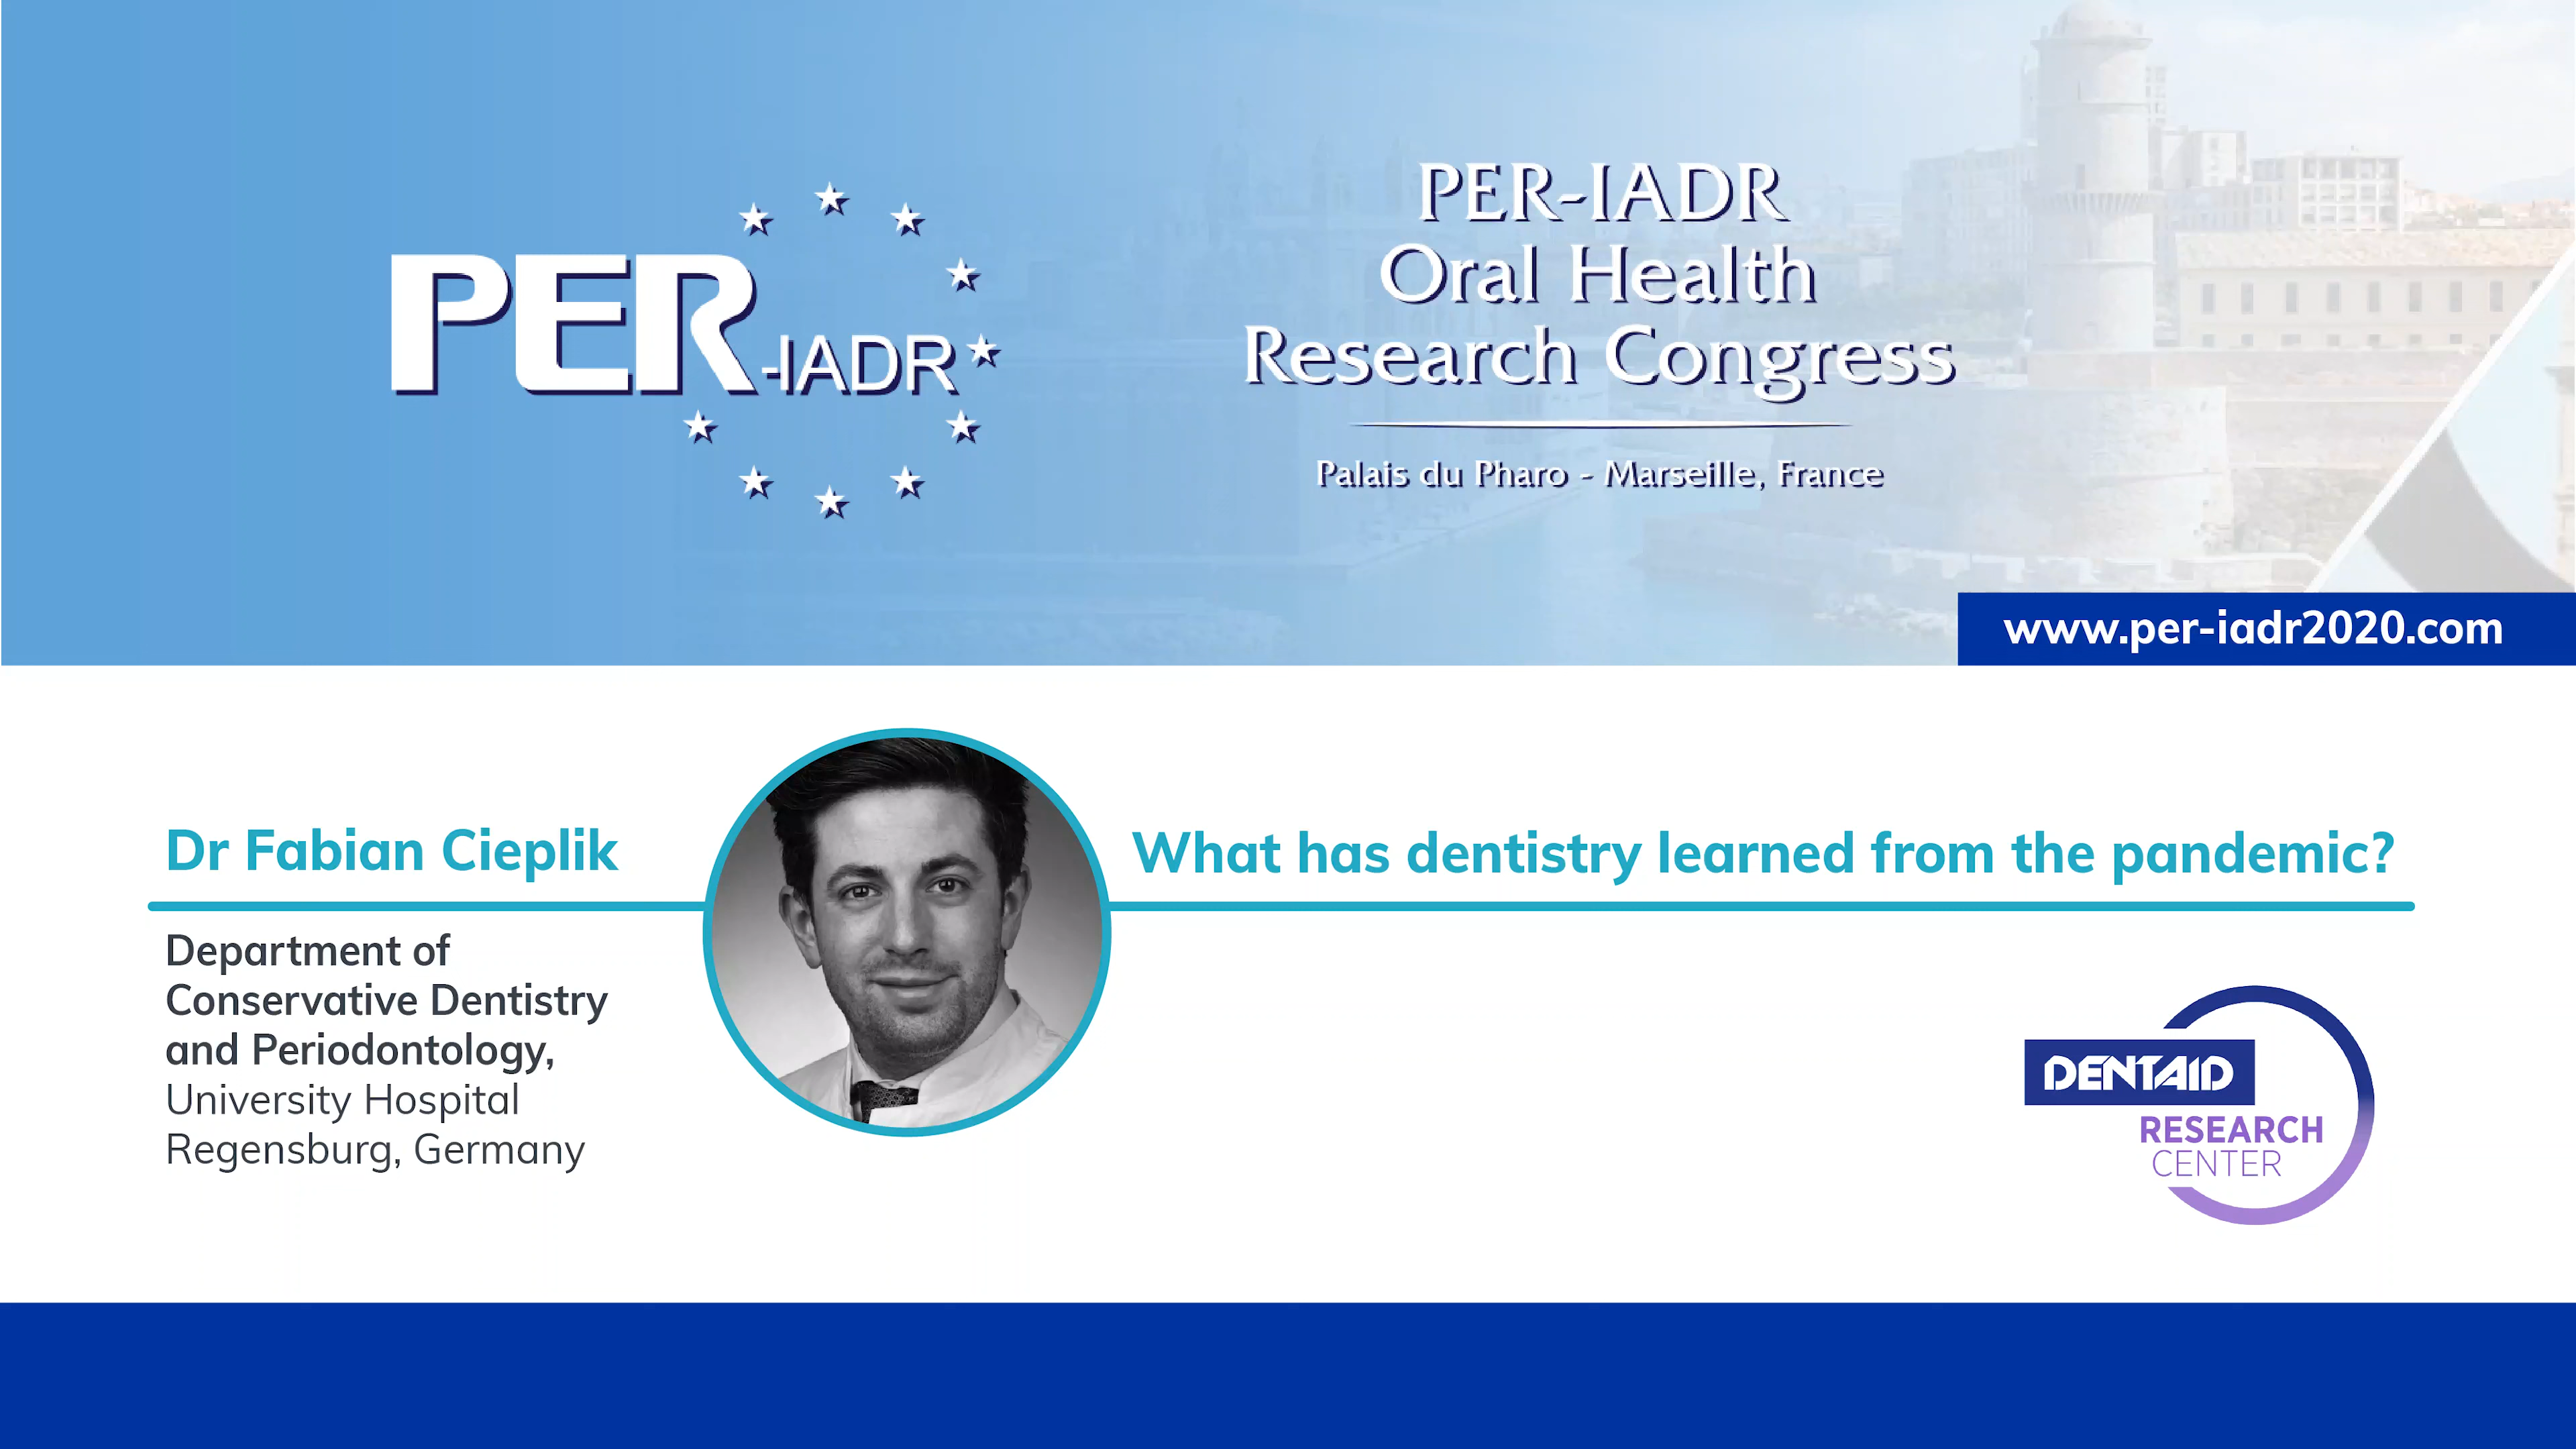 PER-IADR
PER-IADR
Oral Health
Research Congress
Palais du Pharo - Marseille, France
www.per-iadr2020.com
Dr Fabian Cieplik
What has dentistry learned from the pandemic?
Department of
Conservative Dentistry
and Periodontology,
University Hospital
Regensburg, Germany
DENTAID
RESEARCH
CENTER